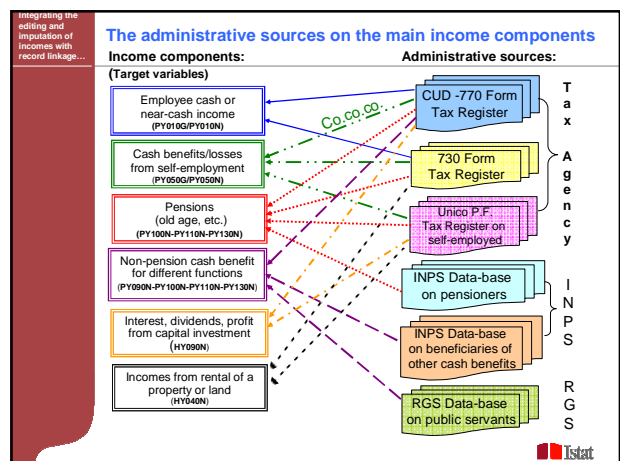 Integrating the
editing and
imputation of
incomes with
record linkage…
The administrative sources on the main income components
Income components:
(Target variables)
Administrative sources:
Employee cash or
near-cash income
(PY010G/PY010N)
Cash benefits/losses
from self-employment
(PY050G/PY050N)
Pensions
(old age, etc.)
(PY100N-PY110N-PY130N)
Non-pension cash benefit
for different functions
(PY090N-PY100N-PY110N-PY130N)
Interest, dividends, profit
from capital investment
(HY090N)
Incomes from rental of a
property or land
(HY040N)
Co.co.co.
CUD -770 Form
Tax Register
730 Form
Tax Register
Unico P.F.
Tax Register on
self-employed
INPS Data-base
on pensioners
INPS Data-base
on beneficiaries of
other cash benefits
RGS Data-base
on public servants
Tax Agency
INPS
RGS
Istat